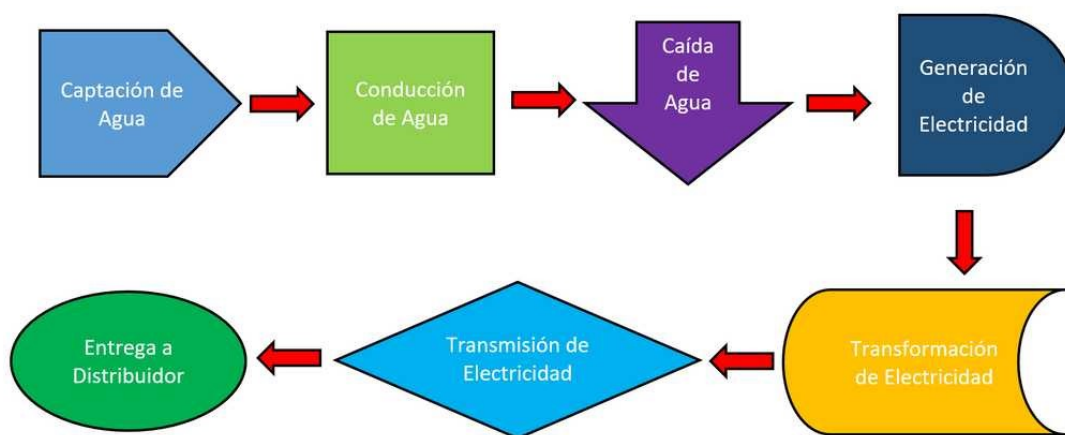 Captación de
Agua
Conducción
de Agua
Caída
de
Agua
Generación
de
Electricidad
Transformación
de Electricidad
Transmisión de
Electricidad
Entrega a
Distribuidor